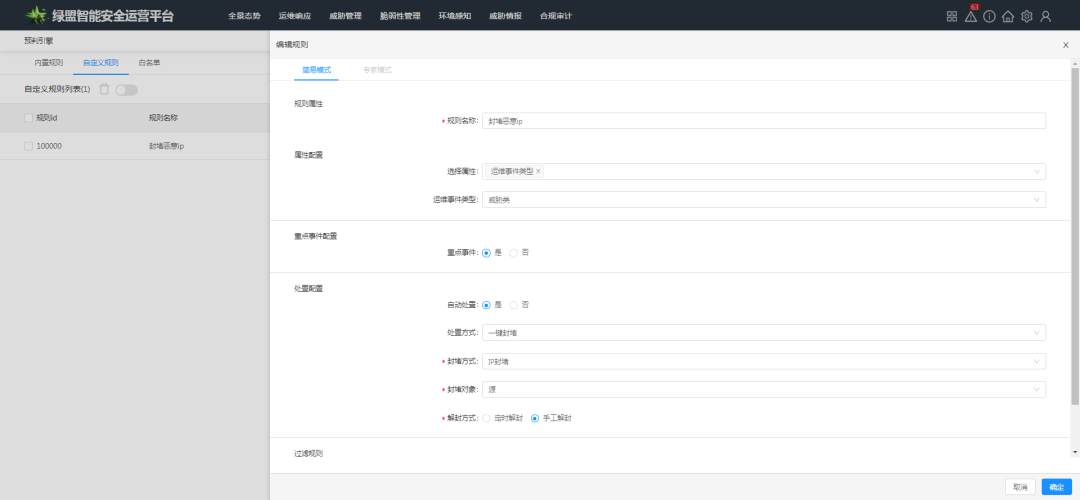 绿盟智能安全运营平台 全景态势 运维响应 威胁管理 脆弱性管理 环境感知 威胁情报 合规审计 63
预判引擎
内置规则 自定义规则 白名单
自定义规则列表(1)
规则id 规则名称
100000 封堵恶意ip
编辑规则 X
简易模式 专家模式
规则属性
* 规则名称: 封堵恶意ip
属性配置
选择属性: 运维事件类型 ×
运维事件类型: 威胁类
重点事件配置
重点事件: 是 否
处置配置
自动处置: 是 否
处置方式: 一键封堵
* 封堵方式: IP封堵
* 封堵对象: 源
* 解封方式: 定时解封 手工解封
过滤规则
取消 确定